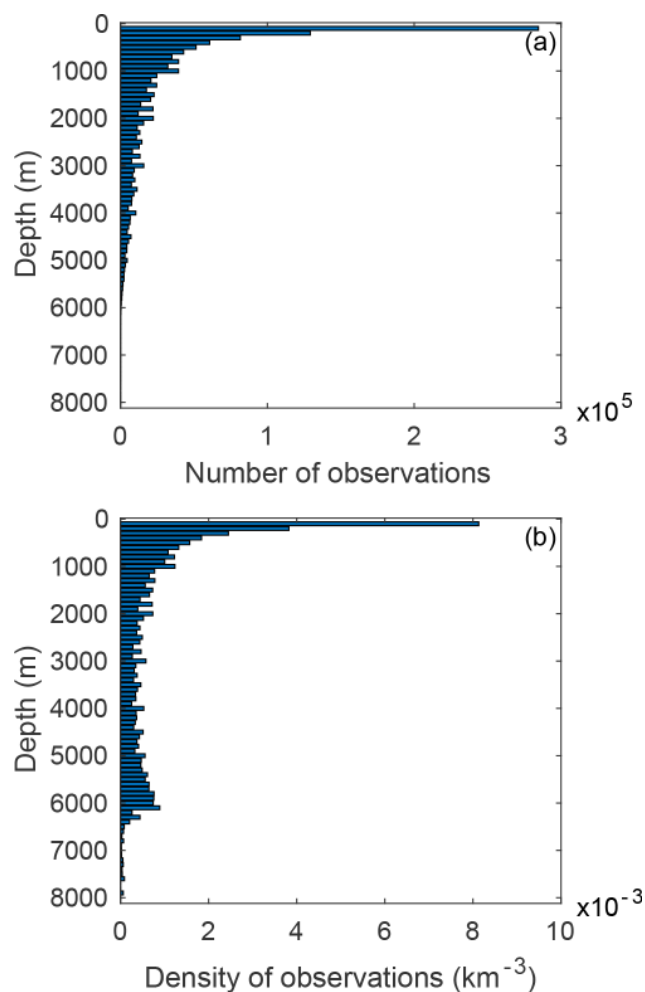 0
(a)
1000
2000
3000
4000
5000
6000
7000
8000
Depth (m)
0 1 2 3
x10^5
Number of observations
0
(b)
1000
2000
3000
4000
5000
6000
7000
8000
Depth (m)
0 2 4 6 8 10
x10^-3
Density of observations (km^-3)